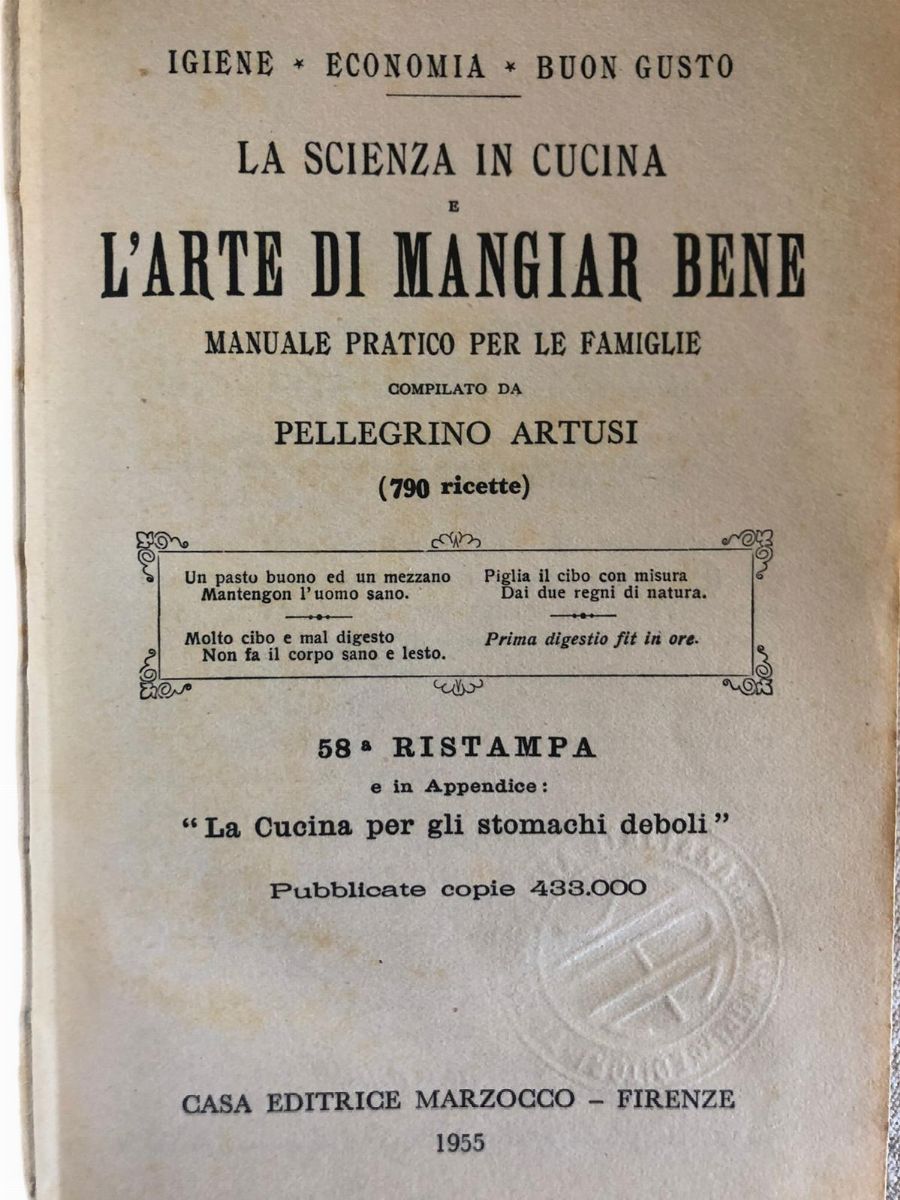 IGIENE * ECONOMIA * BUON GUSTO
LA SCIENZA IN CUCINA
E
L'ARTE DI MANGIAR BENE
MANUALE PRATICO PER LE FAMIGLIE
COMPILATO DA
PELLEGRINO ARTUSI
(790 ricette)
Un pasto buono ed un mezzano
Mantengon l'uomo sano.
Molto cibo e mal digesto
Non fa il corpo sano e lesto.
Piglia il cibo con misura
Dai due regni di natura.
Prima digestio fit in ore.
58ª RISTAMPA
e in Appendice:
"La Cucina per gli stomachi deboli"
Pubblicate copie 433.000
CASA EDITRICE MARZOCCO – FIRENZE
1955